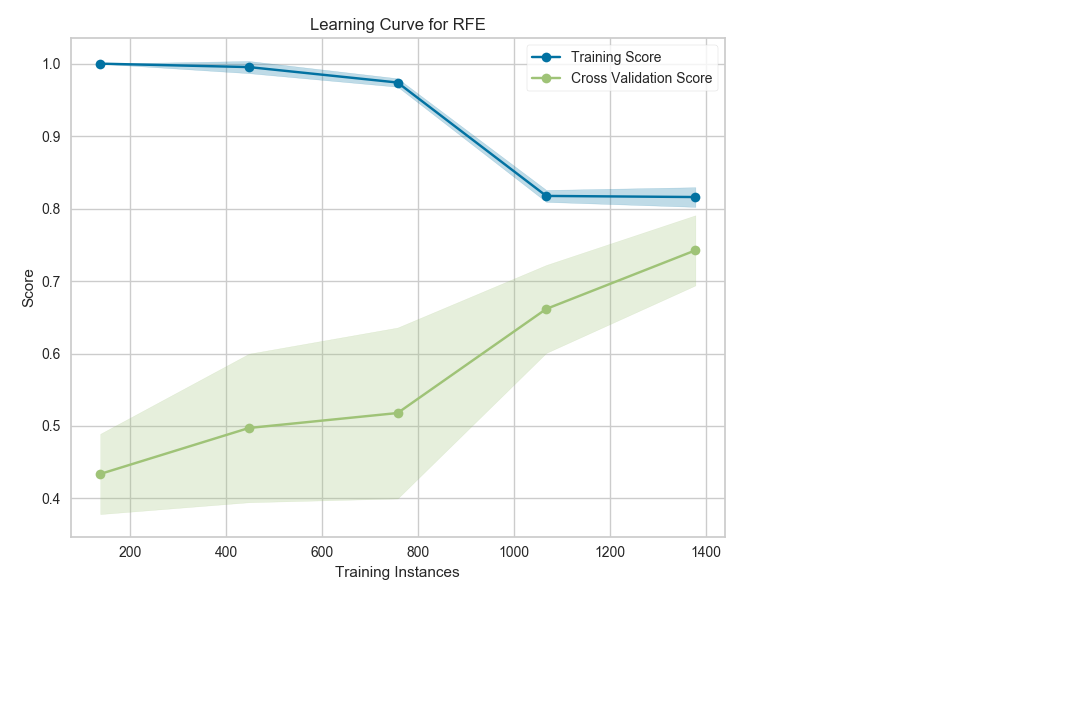 Learning Curve for RFE
Training Score
Cross Validation Score
1.0
0.9
0.8
0.7
0.6
0.5
0.4
Score
200 400 600 800 1000 1200 1400
Training Instances